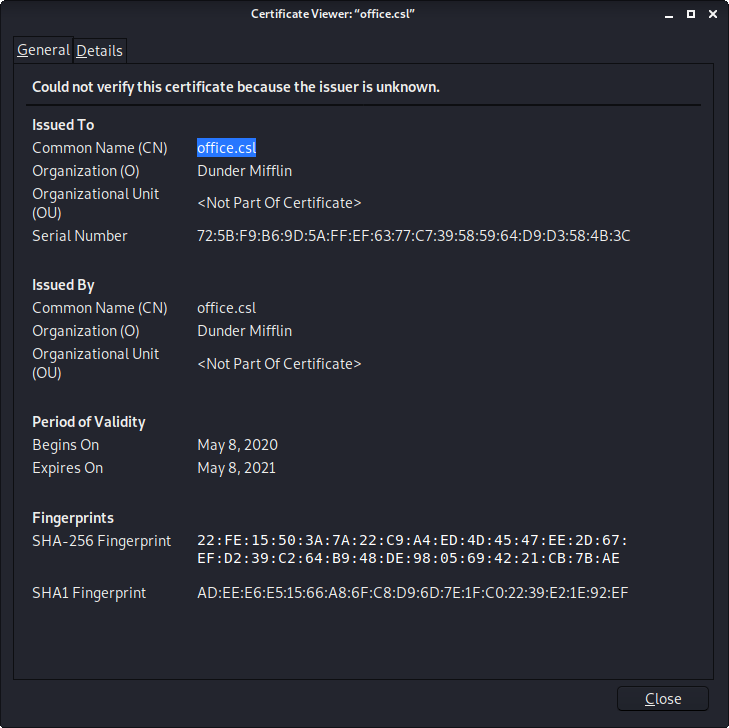 Certificate Viewer: “office.csl”
General Details
Could not verify this certificate because the issuer is unknown.
Issued To
Common Name (CN) office.csl
Organization (O) Dunder Mifflin
Organizational Unit (OU) <Not Part Of Certificate>
Serial Number 72:5B:F9:B6:9D:5A:FF:EF:63:77:C7:39:58:59:64:D9:D3:58:4B:3C
Issued By
Common Name (CN) office.csl
Organization (O) Dunder Mifflin
Organizational Unit (OU) <Not Part Of Certificate>
Period of Validity
Begins On May 8, 2020
Expires On May 8, 2021
Fingerprints
SHA-256 Fingerprint 22:FE:15:50:3A:7A:22:C9:A4:ED:4D:45:47:EE:2D:67:
EF:D2:39:C2:64:B9:48:DE:98:05:69:42:21:CB:7B:AE
SHA1 Fingerprint AD:EE:E6:E5:15:66:A8:6F:C8:D9:6D:7E:1F:C0:22:39:E2:1E:92:EF
Close